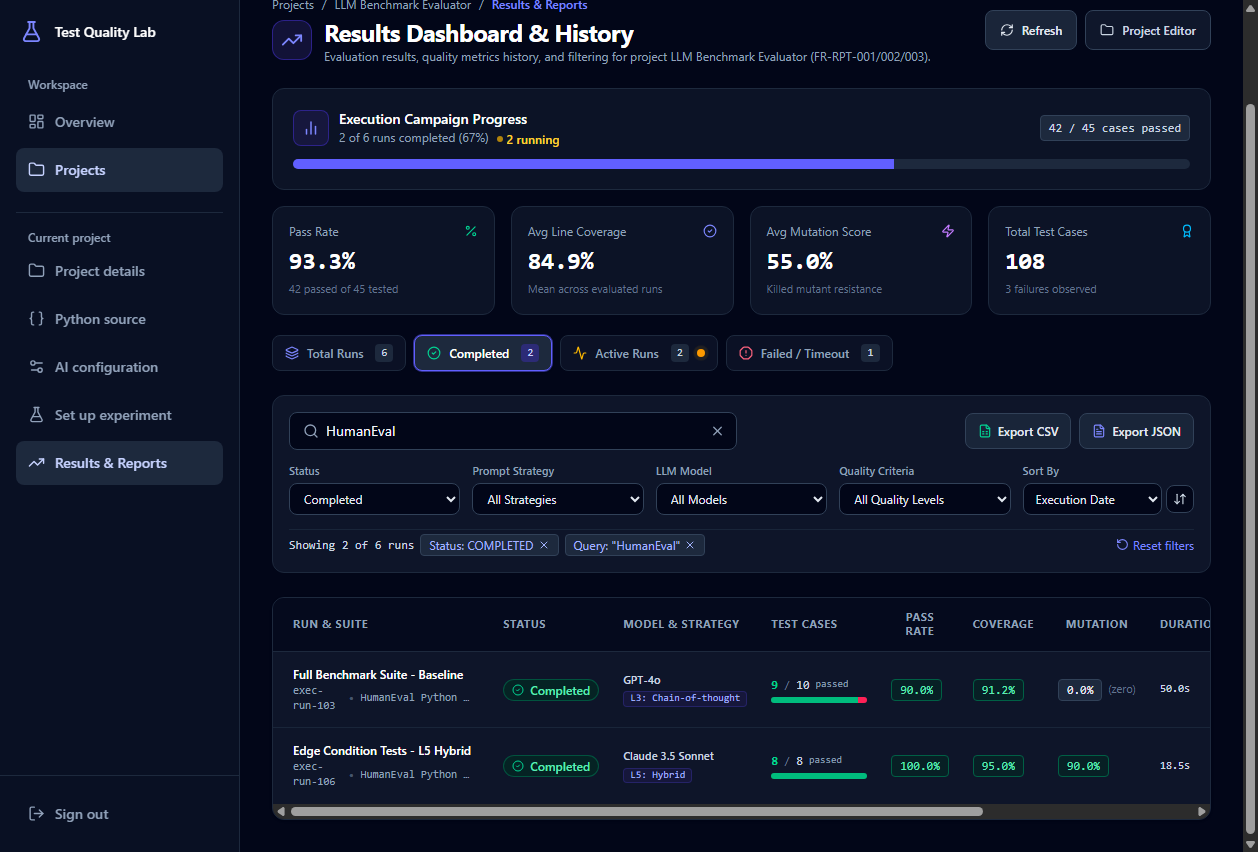 Projects / LLM Benchmark Evaluator / Results & Reports
Test Quality Lab
Results Dashboard & History
Evaluation results, quality metrics history, and filtering for project LLM Benchmark Evaluator (FR-RPT-001/002/003).
Refresh
Project Editor
Workspace
Overview
Projects
Current project
Project details
Python source
AI configuration
Set up experiment
Results & Reports
Sign out
Execution Campaign Progress
2 of 6 runs completed (67%) 2 running
42 / 45 cases passed
Pass Rate
93.3%
42 passed of 45 tested
Avg Line Coverage
84.9%
Mean across evaluated runs
Avg Mutation Score
55.0%
Killed mutant resistance
Total Test Cases
108
3 failures observed
Total Runs 6
Completed 2
Active Runs 2
Failed / Timeout 1
HumanEval
Export CSV
Export JSON
Status
Completed
Prompt Strategy
All Strategies
LLM Model
All Models
Quality Criteria
All Quality Levels
Sort By
Execution Date
Showing 2 of 6 runs
Status: COMPLETED
Query: "HumanEval"
Reset filters
RUN & SUITE
STATUS
MODEL & STRATEGY
TEST CASES
PASS
RATE
COVERAGE
MUTATION
DURATIO
Full Benchmark Suite - Baseline
exec-
run-103
• HumanEval Python …
Completed
GPT-4o
L3: Chain-of-thought
9 / 10 passed
90.0%
91.2%
0.0% (zero)
50.0s
Edge Condition Tests - L5 Hybrid
exec-
run-106
• HumanEval Python …
Completed
Claude 3.5 Sonnet
L5: Hybrid
8 / 8 passed
100.0%
95.0%
90.0%
18.5s